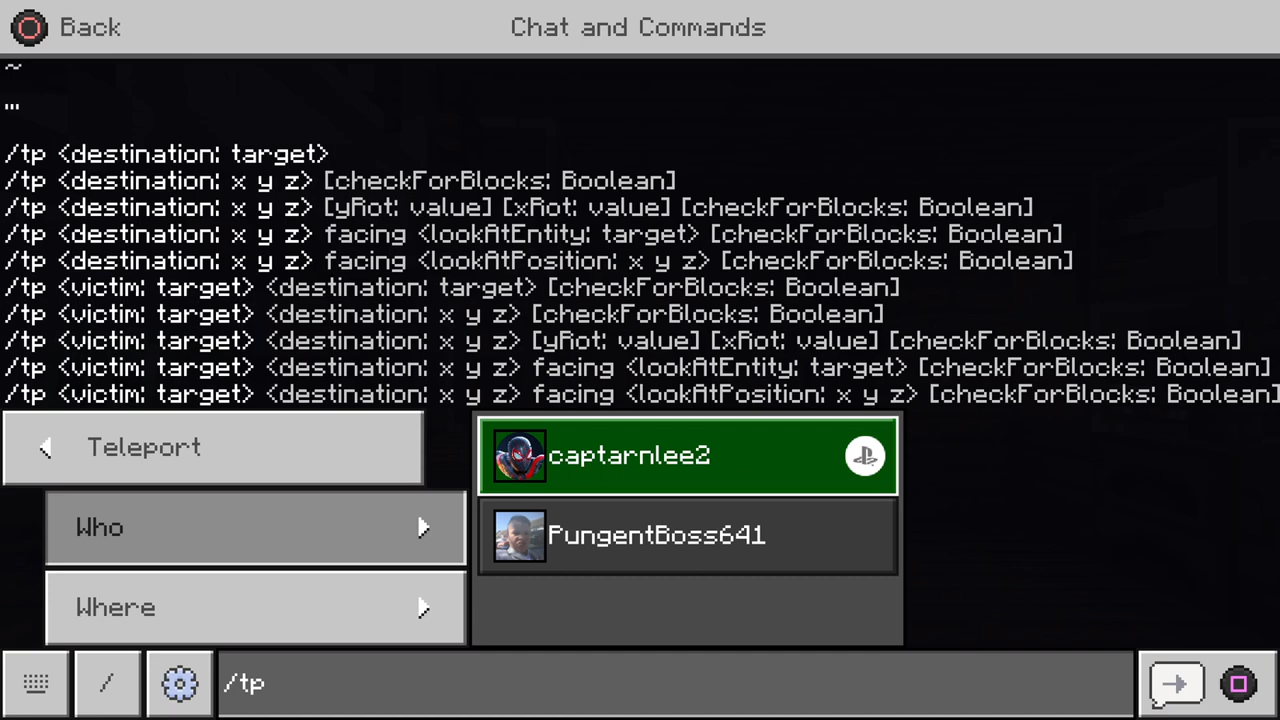 Back
Chat and Commands
~
...
/tp <destination: target>
/tp <destination: x y z> [checkForBlocks: Boolean]
/tp <destination: x y z> [yRot: value] [xRot: value] [checkForBlocks: Boolean]
/tp <destination: x y z> facing <lookAtEntity: target> [checkForBlocks: Boolean]
/tp <destination: x y z> facing <lookAtPosition: x y z> [checkForBlocks: Boolean]
/tp <victim: target> <destination: target> [checkForBlocks: Boolean]
/tp <victim: target> <destination: x y z> [checkForBlocks: Boolean]
/tp <victim: target> <destination: x y z> [yRot: value] [xRot: value] [checkForBlocks: Boolean]
/tp <victim: target> <destination: x y z> facing <lookAtEntity: target> [checkForBlocks: Boolean]
/tp <victim: target> <destination: x y z> facing <lookAtPosition: x y z> [checkForBlocks: Boolean]
Teleport
Who
Where
captarnlee2
PungentBoss641
/
/tp